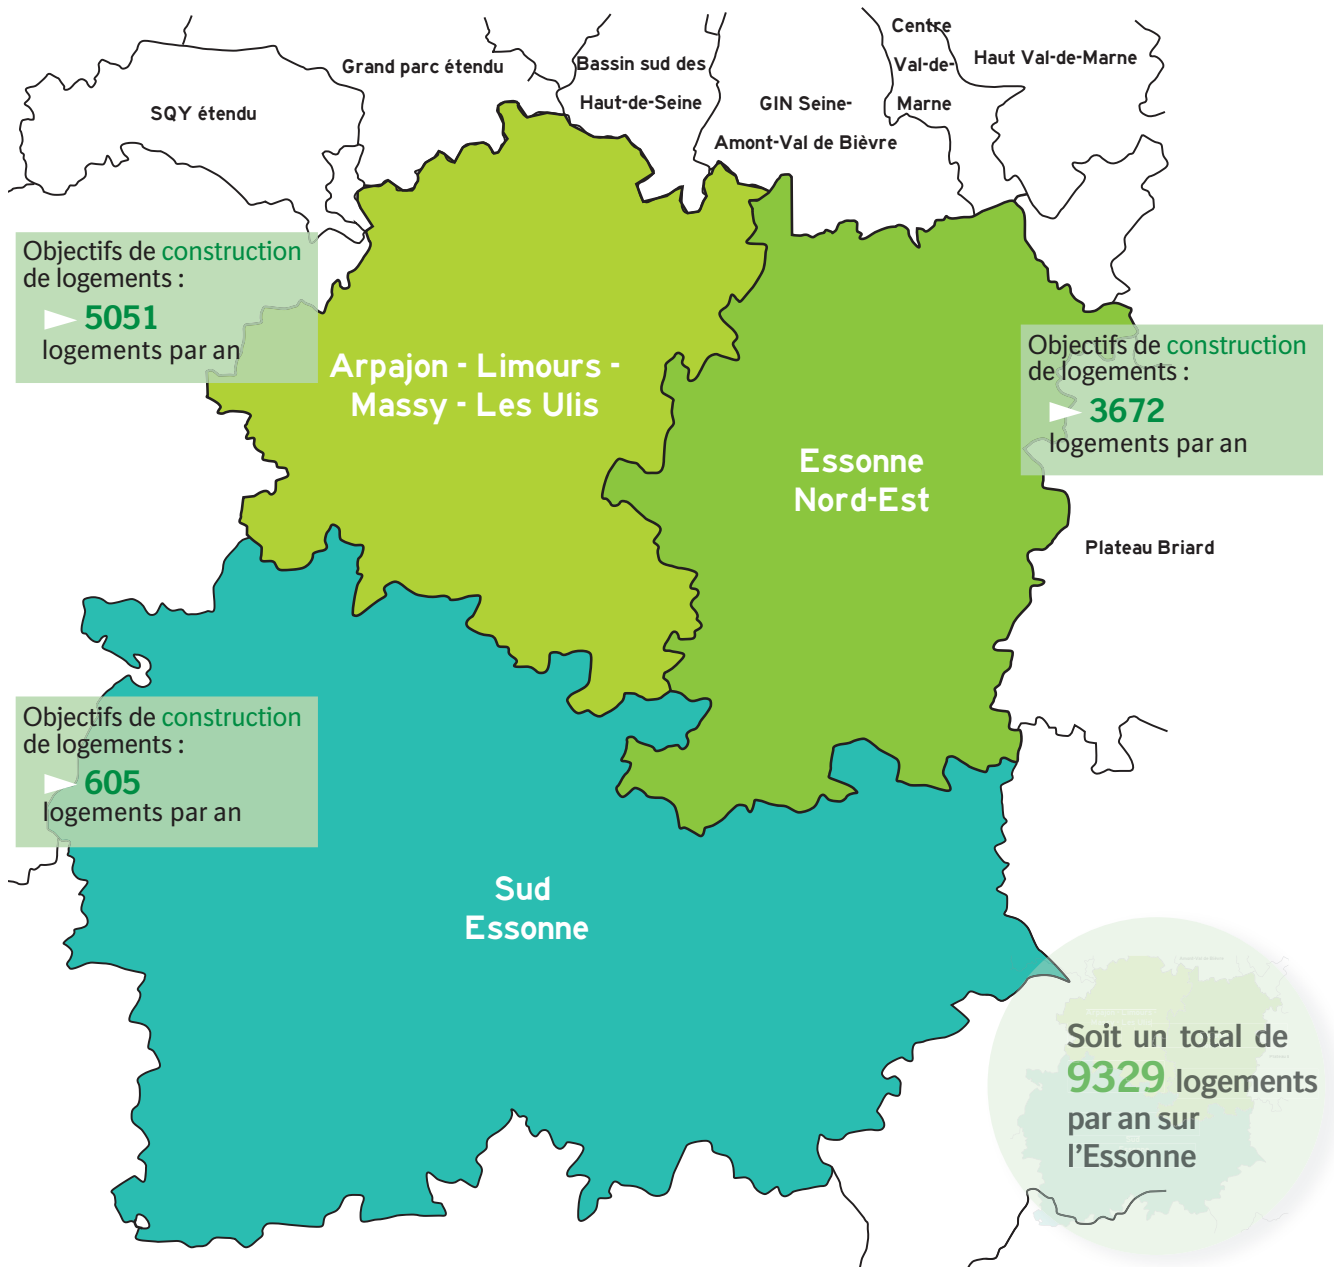 Grand parc étendu
SQY étendu
Bassin sud des
Haut-de-Seine
GIN Seine-
Amont-Val de Bièvre
Centre
Val-de-
Marne
Haut Val-de-Marne
Objectifs de construction
de logements :
5051
logements par an
Arpajon - Limours -
Massy - Les Ulis
Objectifs de construction
de logements :
3672
logements par an
Essonne
Nord-Est
Plateau Briard
Objectifs de construction
de logements :
605
logements par an
Sud
Essonne
Soit un total de
9329 logements
par an sur
l'Essonne